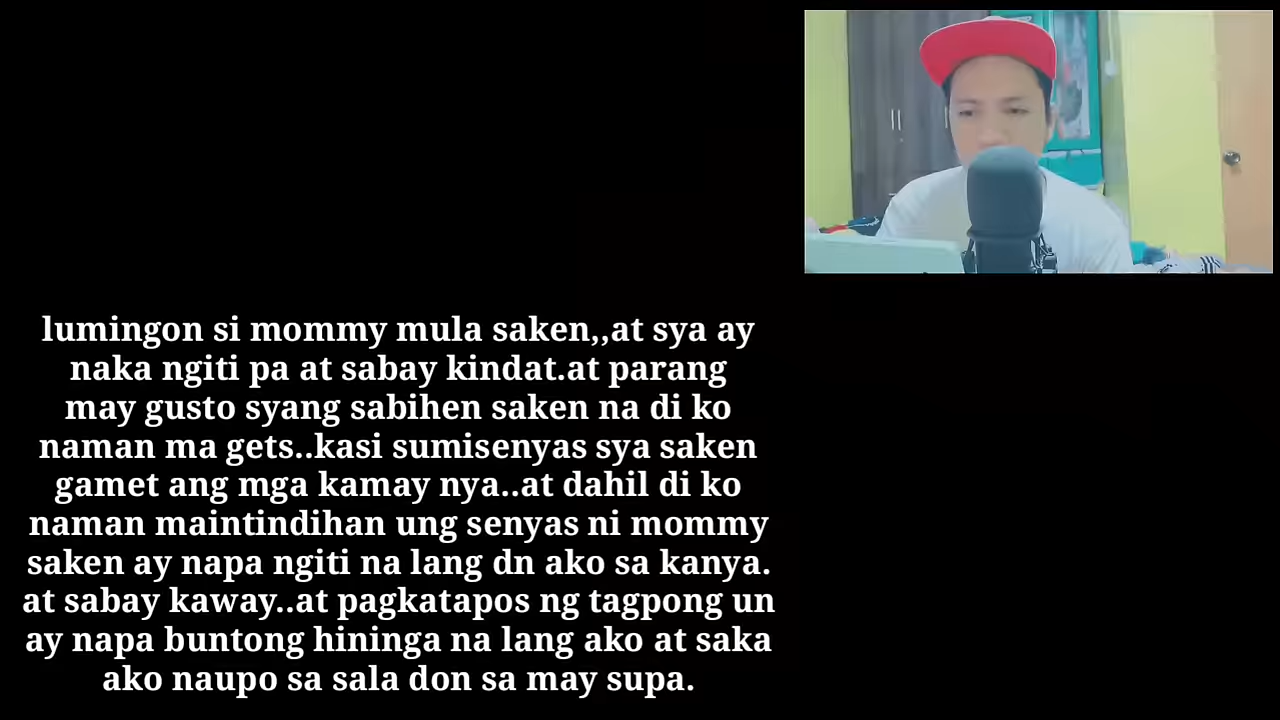 lumingon si mommy mula saken,,at sya ay
naka ngiti pa at sabay kindat.at parang
may gusto syang sabihen saken na di ko
naman ma gets..kasi sumisenyas sya saken
gamet ang mga kamay nya..at dahil di ko
naman maintindihan ung senyas ni mommy
saken ay napa ngiti na lang dn ako sa kanya.
at sabay kaway..at pagkatapos ng tagpong un
ay napa buntong hininga na lang ako at saka
ako naupo sa sala don sa may supa.